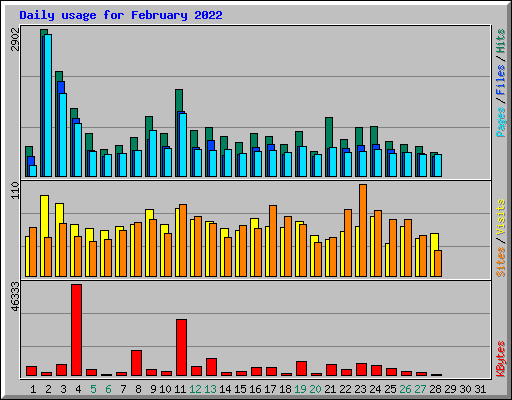 Daily usage for February 2022
2902
Pages / Files / Hits
110
Sites / Visits
46333
KBytes
1 2 3 4 5 6 7 8 9 10 11 12 13 14 15 16 17 18 19 20 21 22 23 24 25 26 27 28 29 30 31